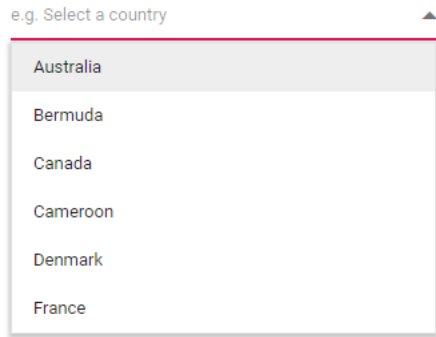 e.g. Select a country
Australia
Bermuda
Canada
Cameroon
Denmark
France